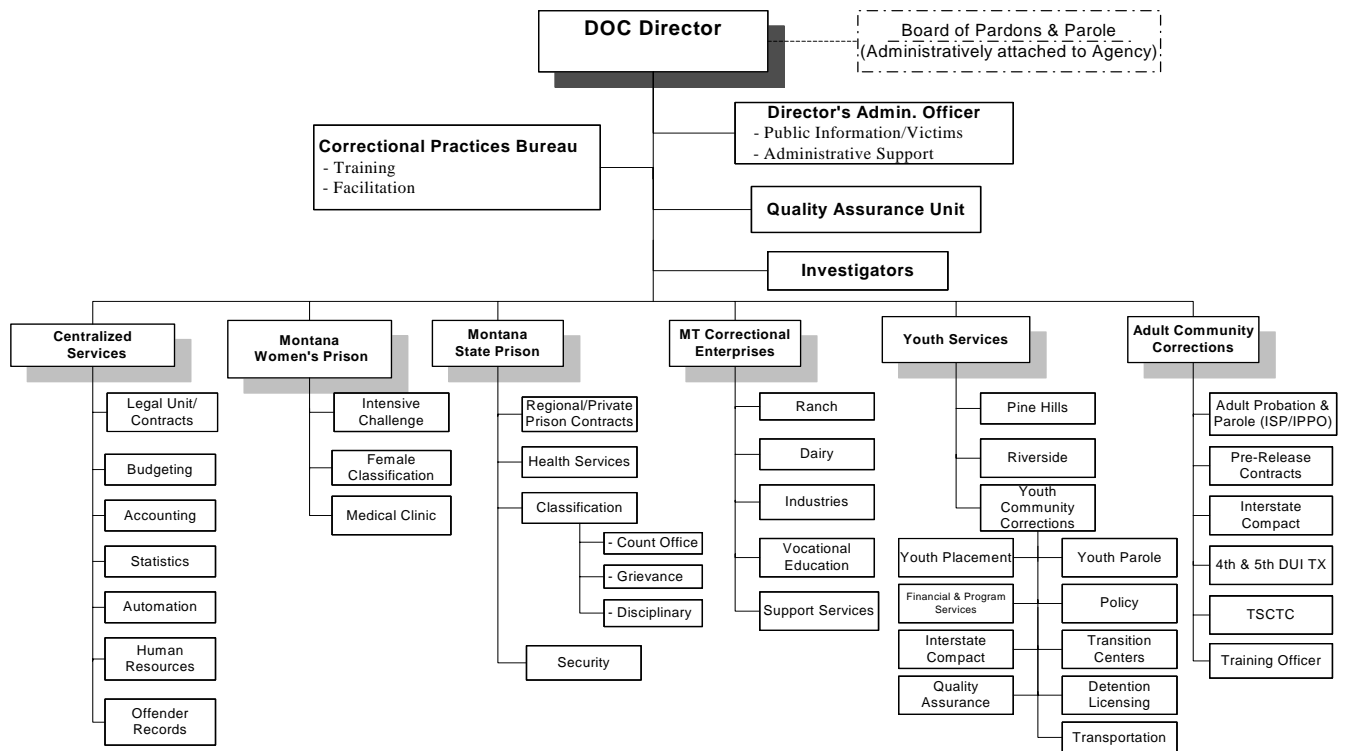 DOC Director
Board of Pardons & Parole
(Administratively attached to Agency)
Director's Admin. Officer
- Public Information/Victims
- Administrative Support
Correctional Practices Bureau
- Training
- Facilitation
Quality Assurance Unit
Investigators
Centralized
Services
Legal Unit/
Contracts
Budgeting
Accounting
Statistics
Automation
Human
Resources
Offender
Records
Montana
Women's Prison
Intensive
Challenge
Female
Classification
Medical Clinic
Montana
State Prison
Regional/Private
Prison Contracts
Health Services
Classification
- Count Office
- Grievance
- Disciplinary
Security
MT Correctional
Enterprises
Ranch
Dairy
Industries
Vocational
Education
Support Services
Youth Services
Pine Hills
Riverside
Youth
Community
Corrections
Youth Placement
Youth Parole
Financial & Program
Services
Policy
Interstate
Compact
Transition
Centers
Quality
Assurance
Detention
Licensing
Transportation
Adult Community
Corrections
Adult Probation &
Parole (ISP/IPPO)
Pre-Release
Contracts
Interstate
Compact
4th & 5th DUI TX
TSCTC
Training Officer